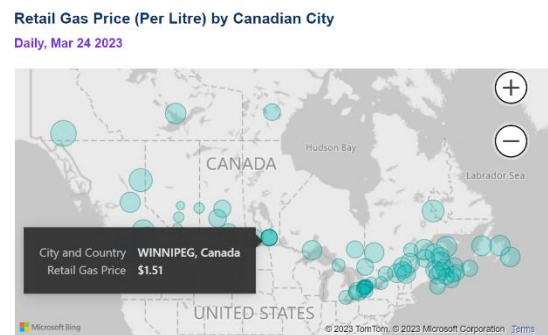 Retail Gas Price (Per Litre) by Canadian City
Daily, Mar 24 2023
Hudson Bay
CANADA
Labrador Sea
City and Country WINNIPEG, Canada
Retail Gas Price $1.51
UNITED STATES
Microsoft Bing
© 2023 TomTom, © 2023 Microsoft Corporation Terms